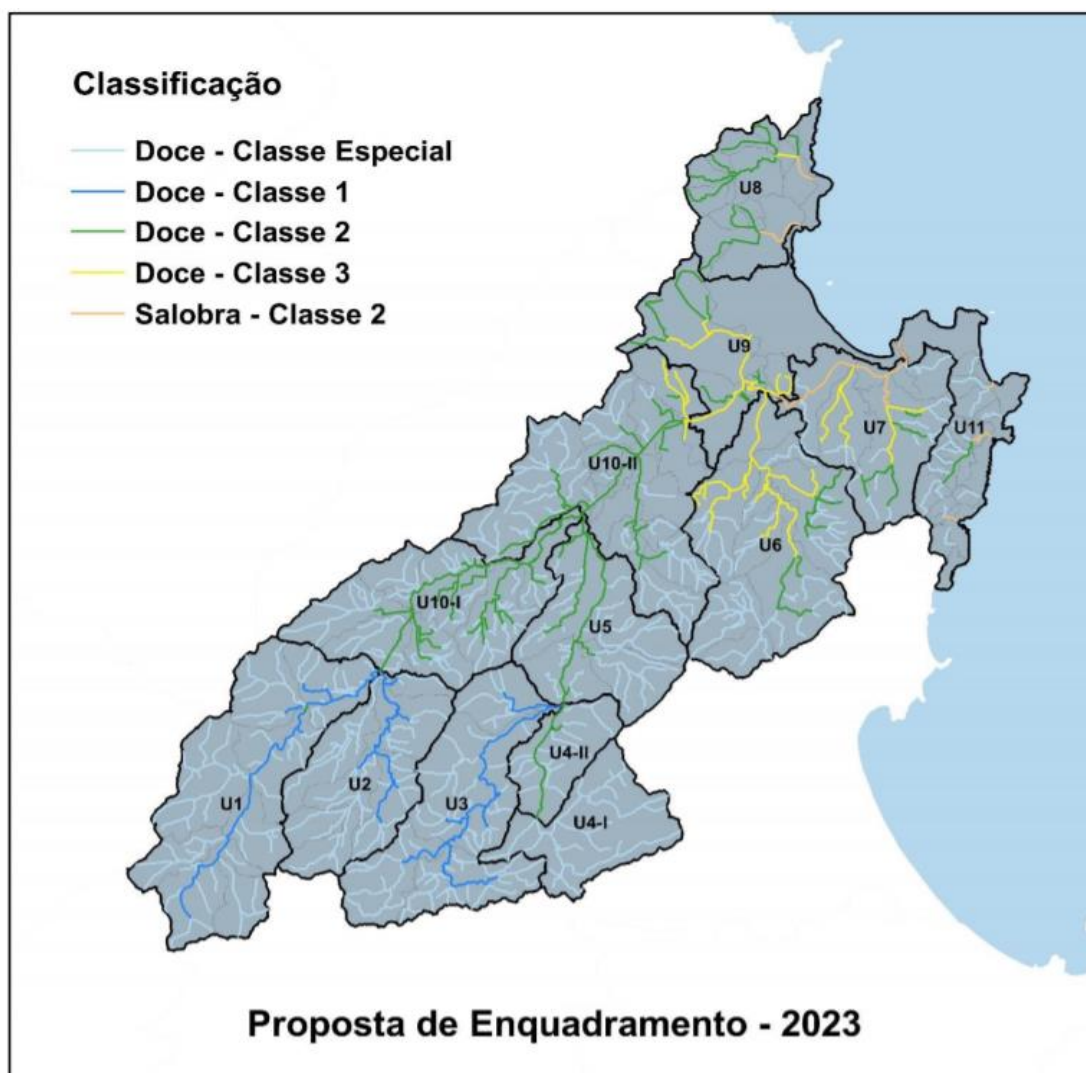 Classificação
Doce - Classe Especial
Doce - Classe 1
Doce - Classe 2
Doce - Classe 3
Salobra - Classe 2
U8
U9
U7
U11
U10-II
U6
U10-I
U5
U4-II
U2
U1
U3
U4-I
Proposta de Enquadramento - 2023